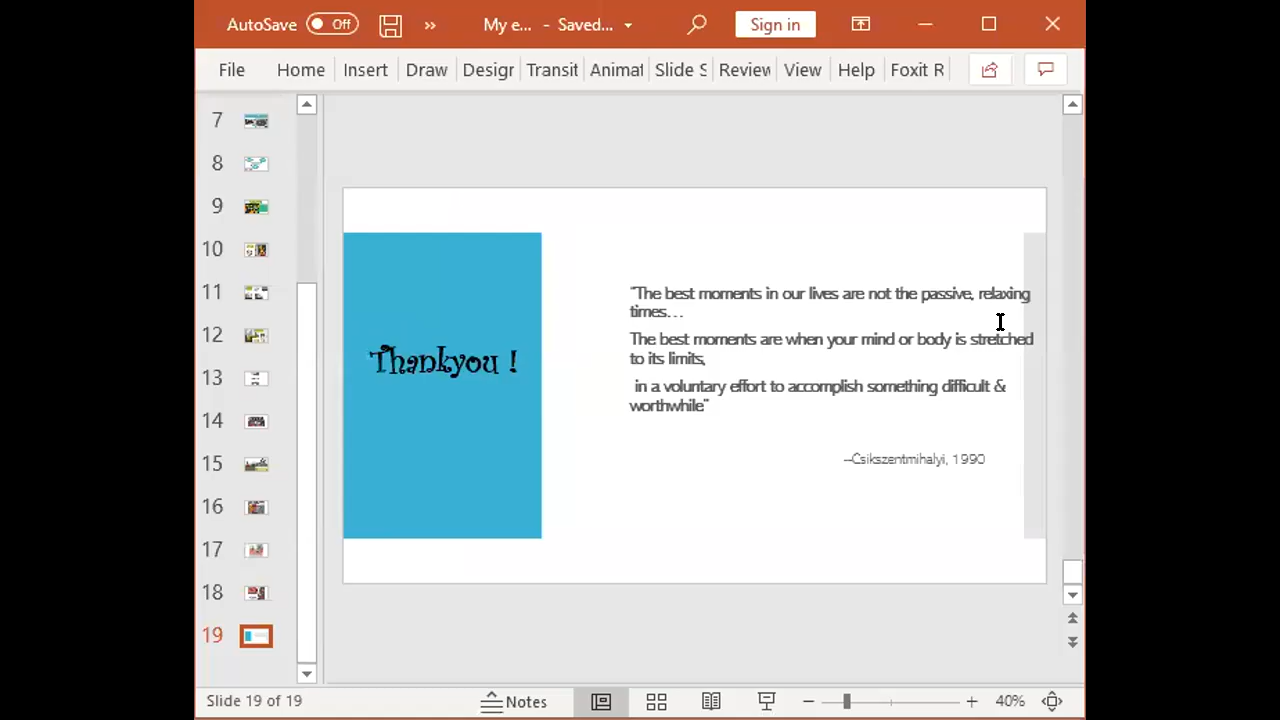 AutoSave Off My e... - Saved... Sign in
File Home Insert Draw Design Transit Animat Slide S Review View Help Foxit R
7
8
9
10
11
12
13
14
15
16
17
18
19
Thankyou !
"The best moments in our lives are not the passive, relaxing
times…
The best moments are when your mind or body is stretched
to its limits,
in a voluntary effort to accomplish something difficult &
worthwhile"
–Csikszentmihalyi, 1990
Slide 19 of 19 Notes 40%